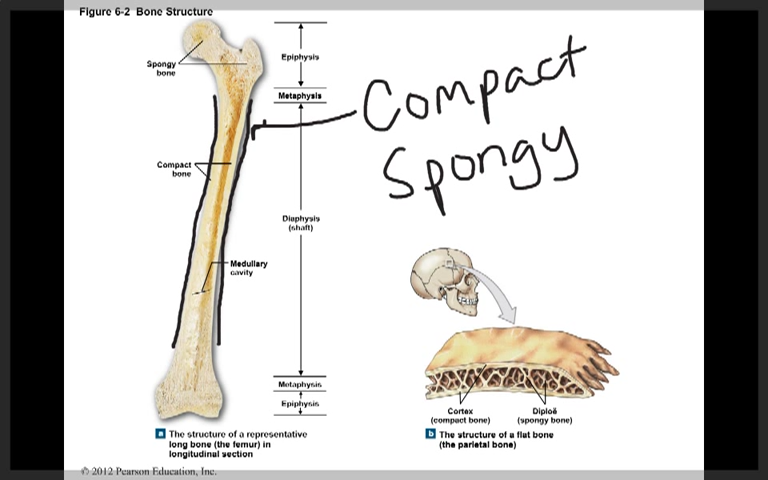 Figure 6-2 Bone Structure
Spongy
bone
Epiphysis
Metaphysis
Compact
Spongy
Compact
bone
Diaphysis
(shaft)
Medullary
cavity
Metaphysis
Epiphysis
Cortex
(compact bone)
Diploë
(spongy bone)
a The structure of a representative
long bone (the femur) in
longitudinal section
b The structure of a flat bone
(the parietal bone)
© 2012 Pearson Education, Inc.